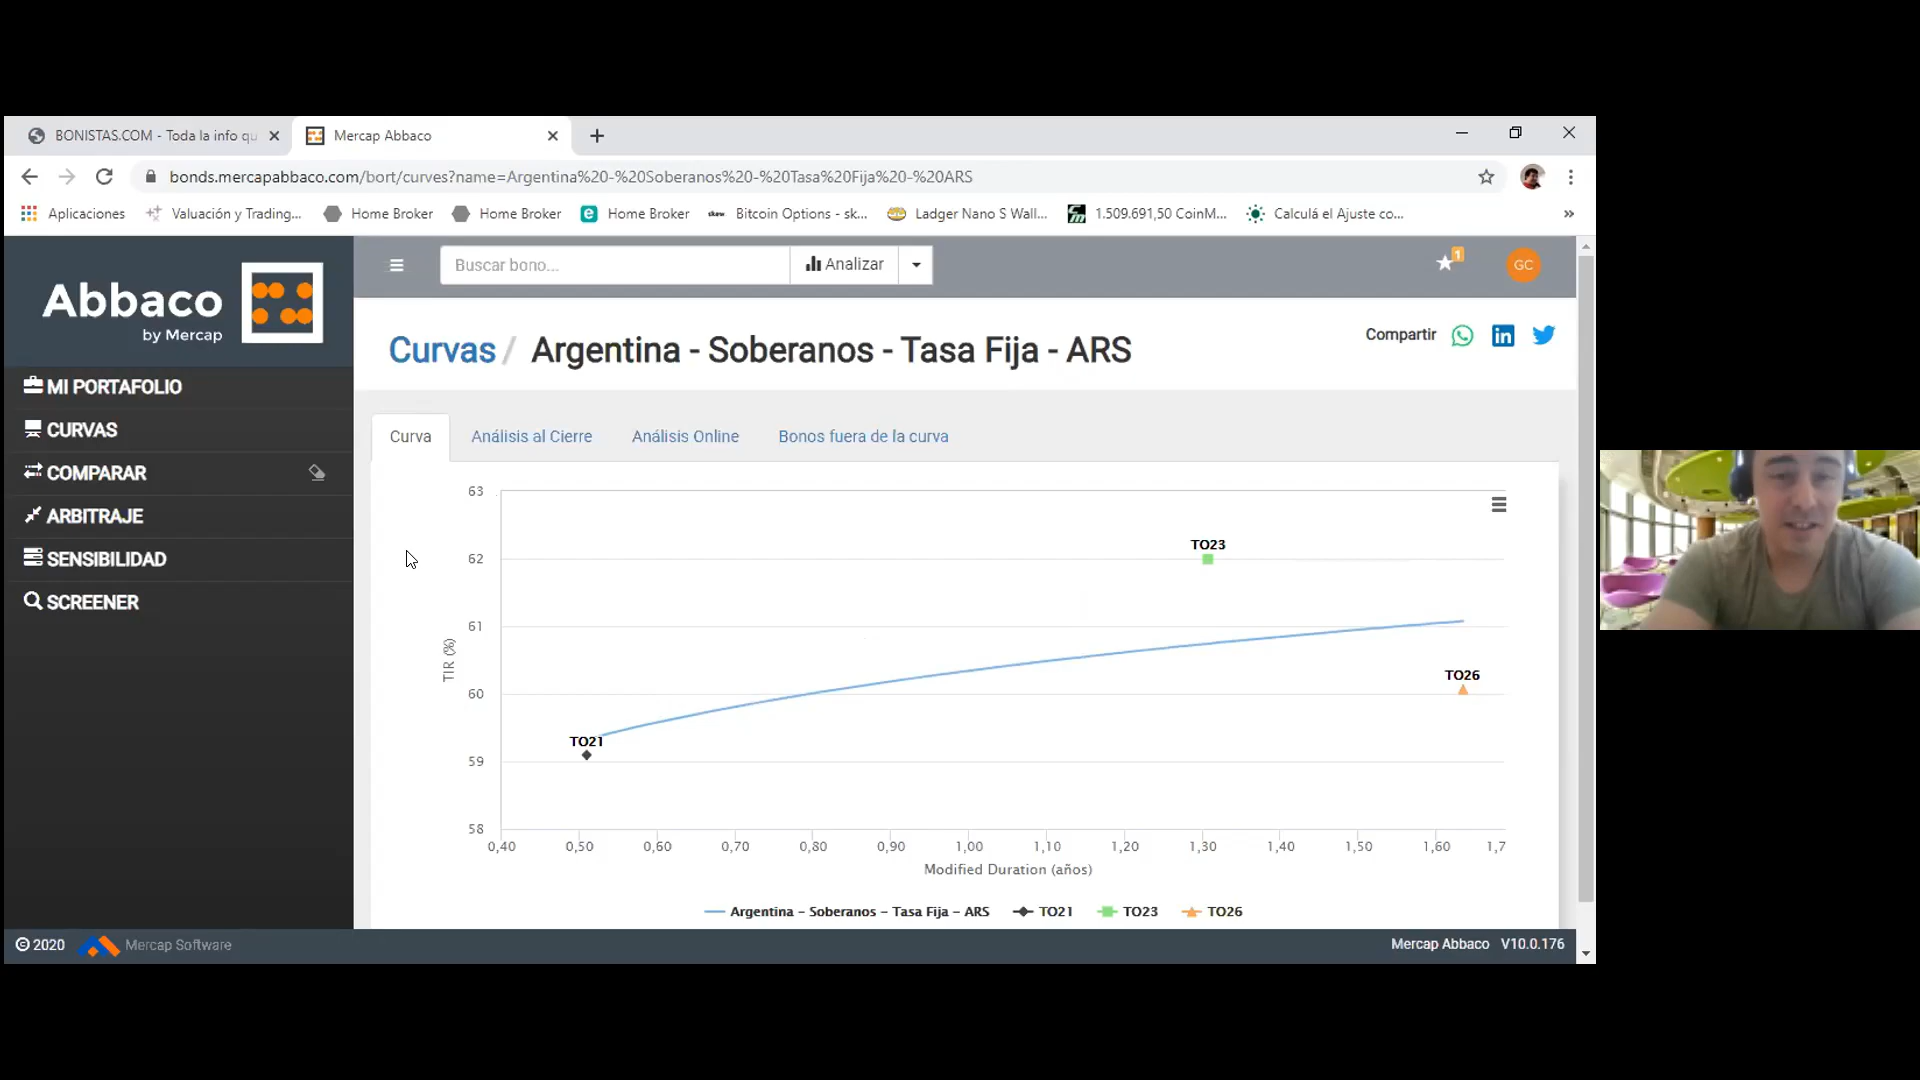 BONISTAS.COM - Toda la info qu
Mercap Abbaco
bonds.mercapabbaco.com/bort/curves?name=Argentina%20-%20Soberanos%20-%20Tasa%20Fija%20-%20ARS
Aplicaciones
Valuación y Trading...
Home Broker
Home Broker
Home Broker
skew
Bitcoin Options - sk...
Ladger Nano S Wall...
1.509.691,50 CoinM...
Calculá el Ajuste co...
»
Abbaco
by Mercap
Buscar bono...
Analizar
1
GC
MI PORTAFOLIO
CURVAS
COMPARAR
ARBITRAJE
SENSIBILIDAD
SCREENER
Curvas / Argentina - Soberanos - Tasa Fija - ARS
Compartir
Curva
Análisis al Cierre
Análisis Online
Bonos fuera de la curva
63
62
61
60
59
58
TIR (%)
TO23
TO26
TO21
0,40 0,50 0,60 0,70 0,80 0,90 1,00 1,10 1,20 1,30 1,40 1,50 1,60 1,7
Modified Duration (años)
Argentina - Soberanos - Tasa Fija - ARS TO21 TO23 TO26
© 2020
Mercap Software
Mercap Abbaco V10.0.176